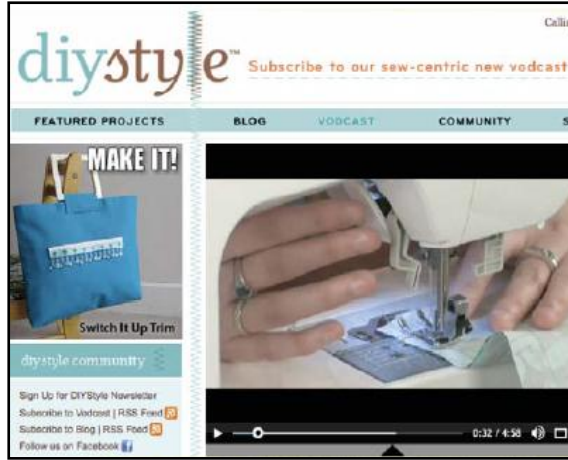 Calli
diystyle™
Subscribe to our sew-centric new vodcast
FEATURED PROJECTS BLOG VODCAST COMMUNITY S
MAKE IT!
Switch It Up Trim
diystyle community
Sign Up for DIYStyle Newsletter
Subscribe to Vodcast | RSS Feed
Subscribe to Blog | RSS Feed
Follow us on Facebook
0:32 / 4:58